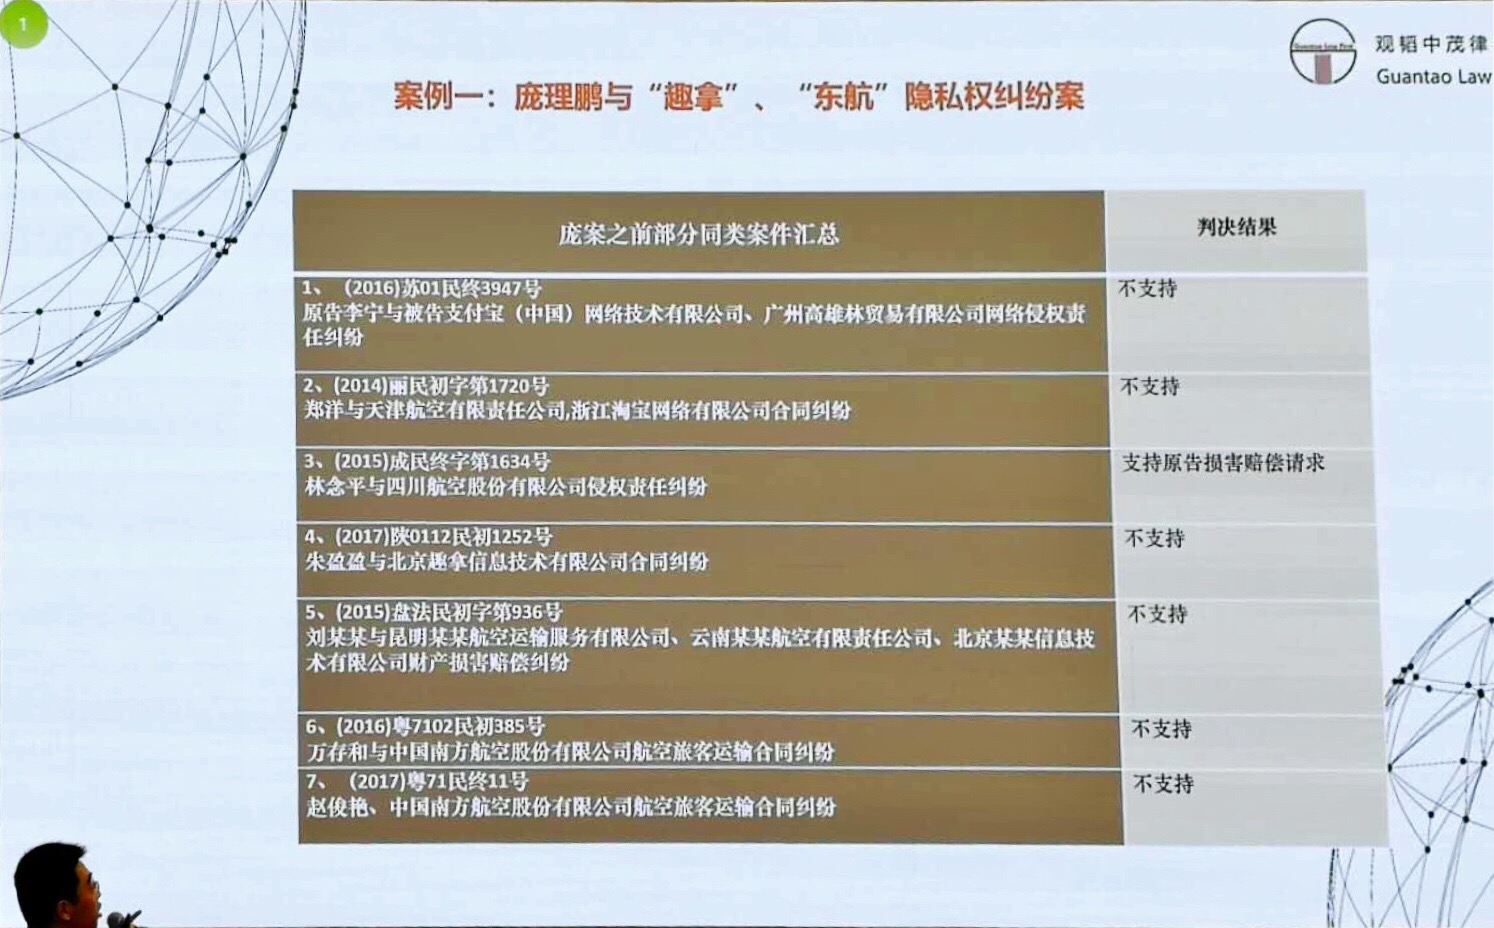 1
观韬中茂律
Guantao Law
Guantao Law Firm
案例一：庞理鹏与“趣拿”、“东航”隐私权纠纷案
庞案之前部分同类案件汇总
判决结果
1、（2016)苏01民终3947号
不支持
原告李宁与被告支付宝（中国）网络技术有限公司、广州高雄林贸易有限公司网络侵权责
任纠纷
2、(2014)丽民初字第1720号
不支持
郑洋与天津航空有限责任公司,浙江淘宝网络有限公司合同纠纷
3、(2015)成民终字第1634号
支持原告损害赔偿请求
林念平与四川航空股份有限公司侵权责任纠纷
4、(2017)陕0112民初1252号
不支持
朱盈盈与北京趣拿信息技术有限公司合同纠纷
5、(2015)盘法民初字第936号
不支持
刘某某与昆明某某航空运输服务有限公司、云南某某航空有限责任公司、北京某某信息技
术有限公司财产损害赔偿纠纷
6、(2016)粤7102民初385号
不支持
万存和与中国南方航空股份有限公司航空旅客运输合同纠纷
7、（2017)粤71民终11号
不支持
赵俊艳、中国南方航空股份有限公司航空旅客运输合同纠纷